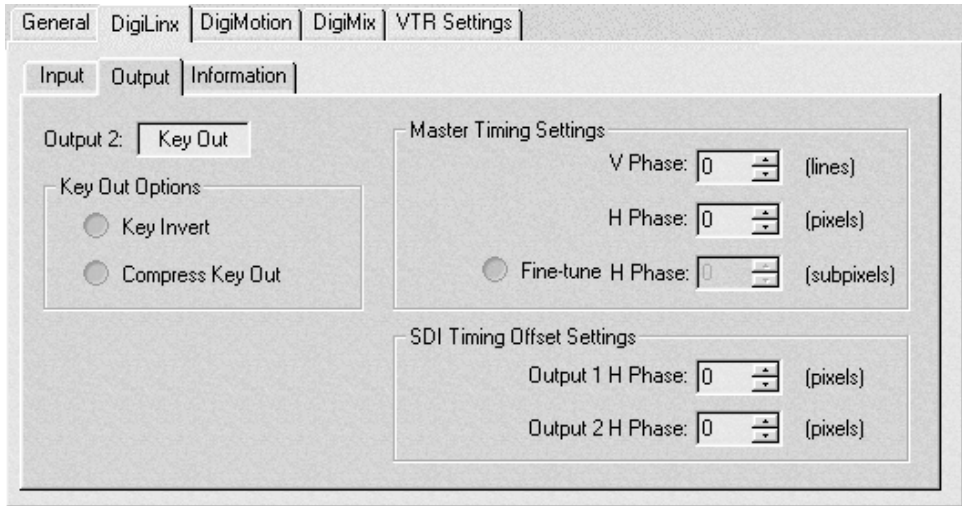 General DigiLinx DigiMotion DigiMix VTR Settings
Input Output Information
Output 2: Key Out
Key Out Options
Key Invert
Compress Key Out
Master Timing Settings
V Phase: 0 (lines)
H Phase: 0 (pixels)
Fine-tune H Phase: 0 (subpixels)
SDI Timing Offset Settings
Output 1 H Phase: 0 (pixels)
Output 2 H Phase: 0 (pixels)